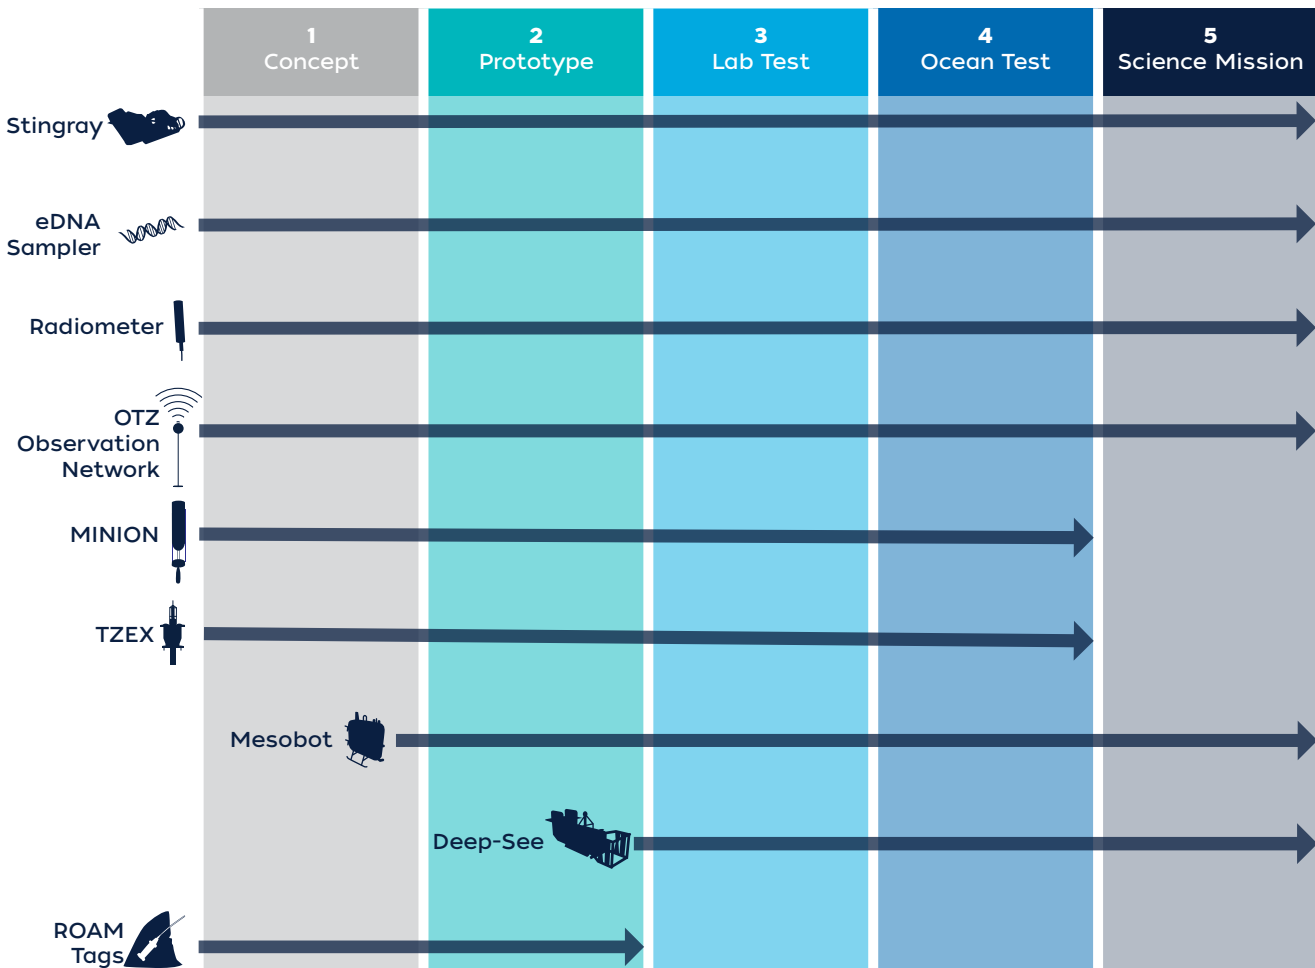 1
Concept
2
Prototype
3
Lab Test
4
Ocean Test
5
Science Mission
Stingray
eDNA
Sampler
Radiometer
OTZ
Observation
Network
MINION
TZEX
Mesobot
Deep-See
ROAM
Tags